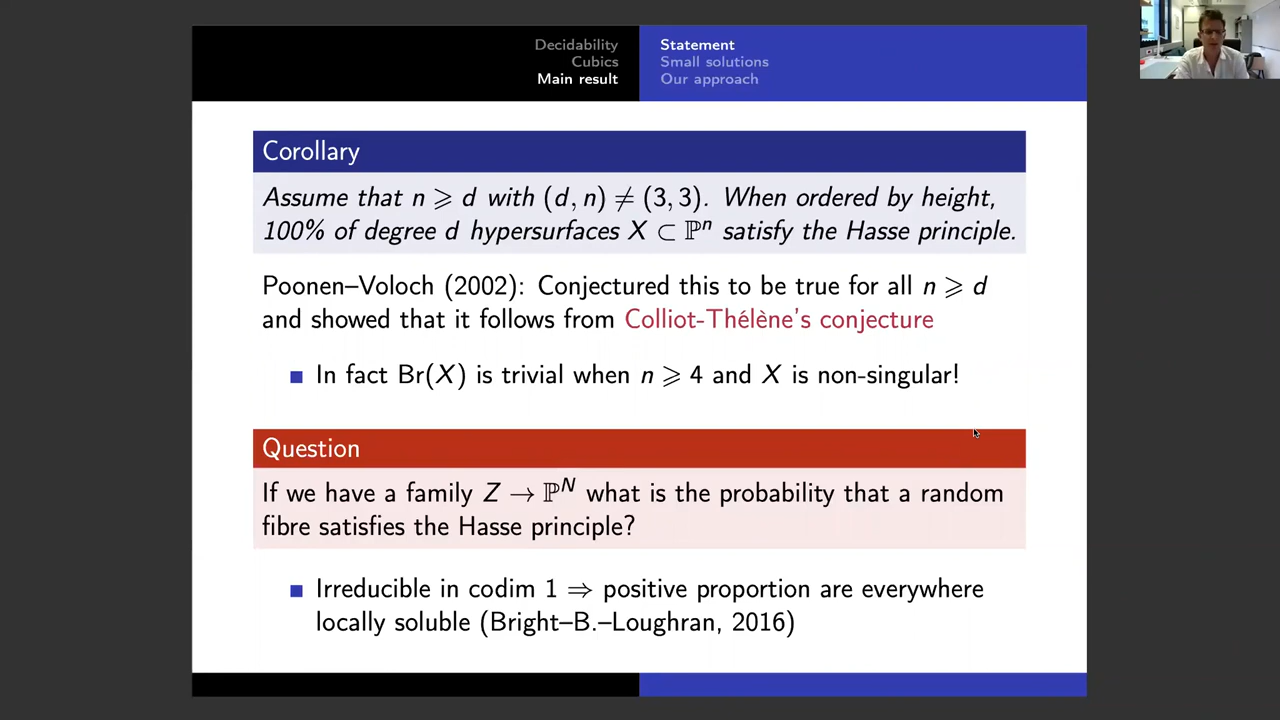 Decidability
Cubics
Main result
Statement
Small solutions
Our approach
Corollary
Assume that n ⩾ d with (d, n) ≠ (3, 3). When ordered by height,
100% of degree d hypersurfaces X ⊂ ℙⁿ satisfy the Hasse principle.
Poonen–Voloch (2002): Conjectured this to be true for all n ⩾ d
and showed that it follows from Colliot-Thélène's conjecture
In fact Br(X) is trivial when n ⩾ 4 and X is non-singular!
Question
If we have a family Z → ℙᴺ what is the probability that a random
fibre satisfies the Hasse principle?
Irreducible in codim 1 ⇒ positive proportion are everywhere
locally soluble (Bright–B.–Loughran, 2016)